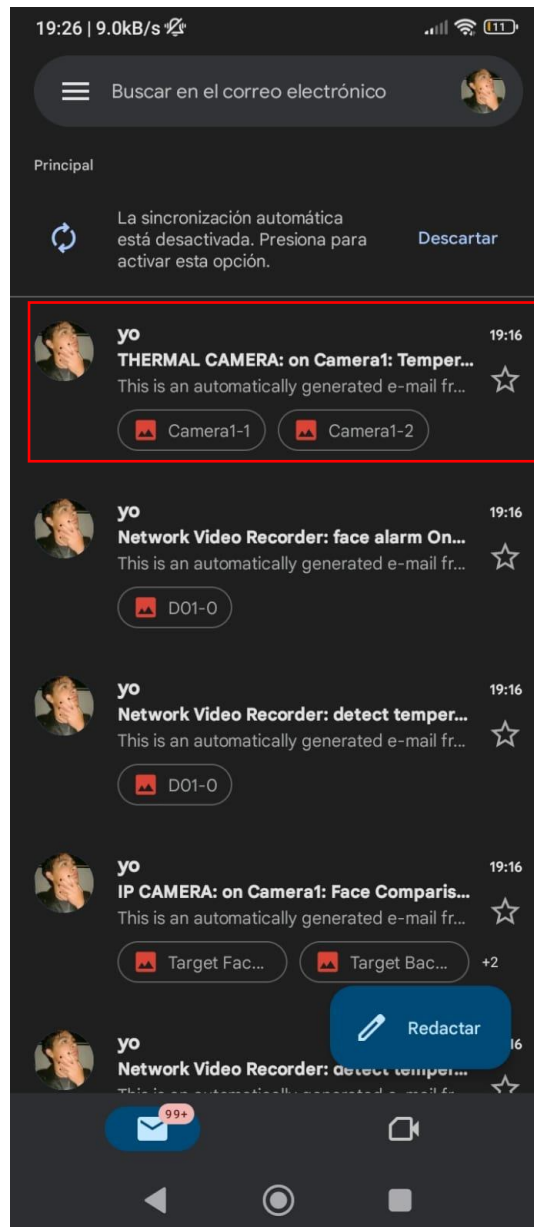 19:26 | 9.0kB/s
11
Buscar en el correo electrónico
Principal
La sincronización automática
está desactivada. Presiona para
activar esta opción.
Descartar
yo
19:16
THERMAL CAMERA: on Camera1: Temper...
This is an automatically generated e-mail fr...
Camera1-1
Camera1-2
yo
19:16
Network Video Recorder: face alarm On...
This is an automatically generated e-mail fr...
D01-0
yo
19:16
Network Video Recorder: detect temper...
This is an automatically generated e-mail fr...
D01-0
yo
19:16
IP CAMERA: on Camera1: Face Comparis...
This is an automatically generated e-mail fr...
Target Fac...
Target Bac...
+2
Redactar
yo
16
Network Video Recorder: detect temper...
99+